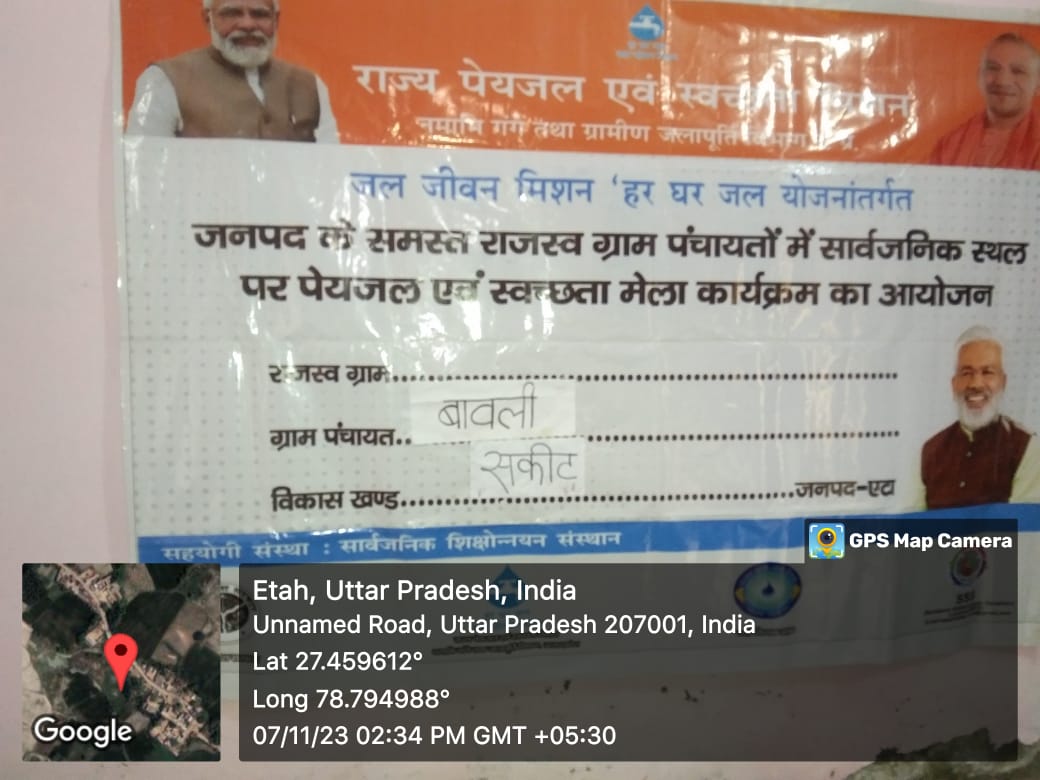 राज्य पेयजल एवं स्वच्छता मिशन
नमामि गंगे तथा ग्रामीण जलापूर्ति विभाग
जल जीवन मिशन 'हर घर जल योजनांतर्गत
जनपद के समस्त राजस्व ग्राम पंचायतों में सार्वजनिक स्थल
पर पेयजल एवं स्वच्छता मेला कार्यक्रम का आयोजन
राजस्व ग्राम..............................
बावली
ग्राम पंचायत..............................
सकीट
विकास खण्ड..............................जनपद-एटा
सहयोगी संस्था : सार्वजनिक शिक्षोन्नयन संस्थान
GPS Map Camera
SSS
Etah, Uttar Pradesh, India
Unnamed Road, Uttar Pradesh 207001, India
Lat 27.459612°
Long 78.794988°
07/11/23 02:34 PM GMT +05:30
Google